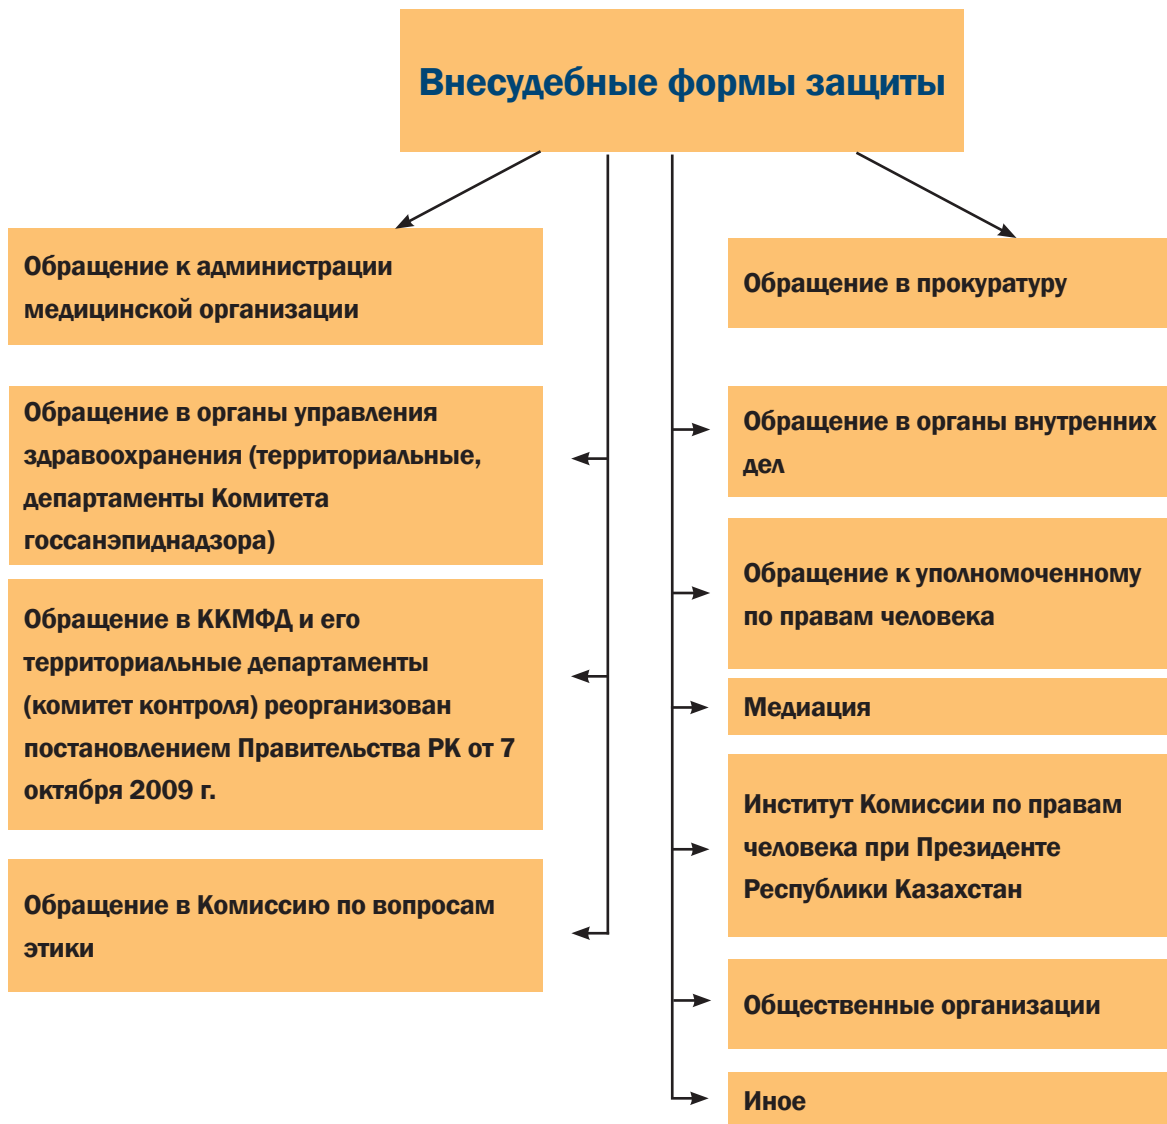 Внесудебные формы защиты
Обращение к администрации
медицинской организации
Обращение в органы управления
здравоохранения (территориальные,
департаменты Комитета
госсанэпиднадзора)
Обращение в ККМФД и его
территориальные департаменты
(комитет контроля) реорганизован
постановлением Правительства РК от 7
октября 2009 г.
Обращение в Комиссию по вопросам
этики
Обращение в прокуратуру
Обращение в органы внутренних
дел
Обращение к уполномоченному
по правам человека
Медиация
Институт Комиссии по правам
человека при Президенте
Республики Казахстан
Общественные организации
Иное